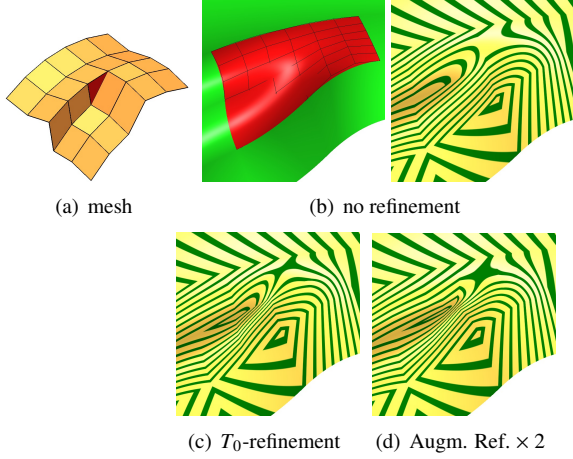 (a) mesh
(b) no refinement
(c) T₀-refinement
(d) Augm. Ref. × 2